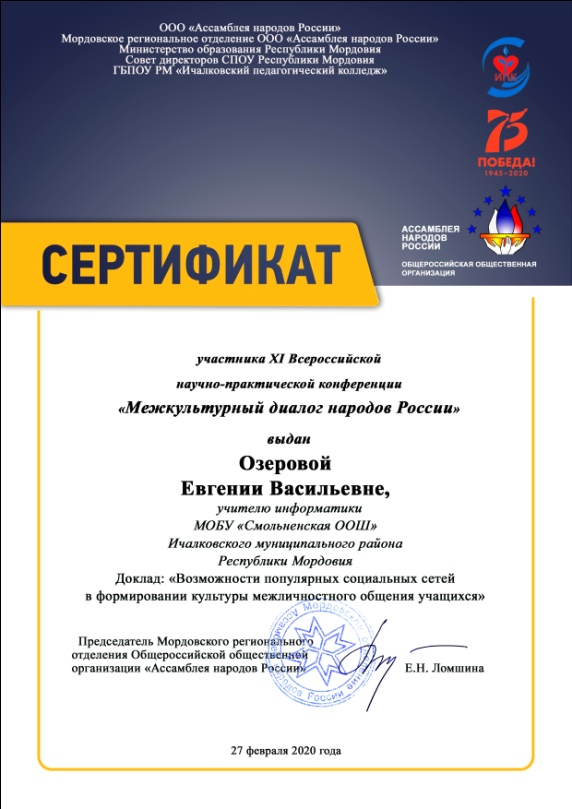 ООО «Ассамблея народов России»
Мордовское региональное отделение ООО «Ассамблея народов России»
Министерство образования Республики Мордовия
Совет директоров СПОУ Республики Мордовия
ГБПОУ РМ «Ичалковский педагогический колледж»
ИПК
75
ПОБЕДА!
1945–2020
АССАМБЛЕЯ
НАРОДОВ
РОССИИ
ОБЩЕРОССИЙСКАЯ ОБЩЕСТВЕННАЯ
ОРГАНИЗАЦИЯ
СЕРТИФИКАТ
участника XI Всероссийской
научно-практической конференции
«Межкультурный диалог народов России»
выдан
Озеровой
Евгении Васильевне,
учителю информатики
МОБУ «Смольненская ООШ»
Ичалковского муниципального района
Республики Мордовия
Доклад: «Возможности популярных социальных сетей
в формировании культуры межличностного общения учащихся»
Председатель Мордовского регионального
отделения Общероссийской общественной
организации «Ассамблея народов России»
Е.Н. Ломшина
27 февраля 2020 года